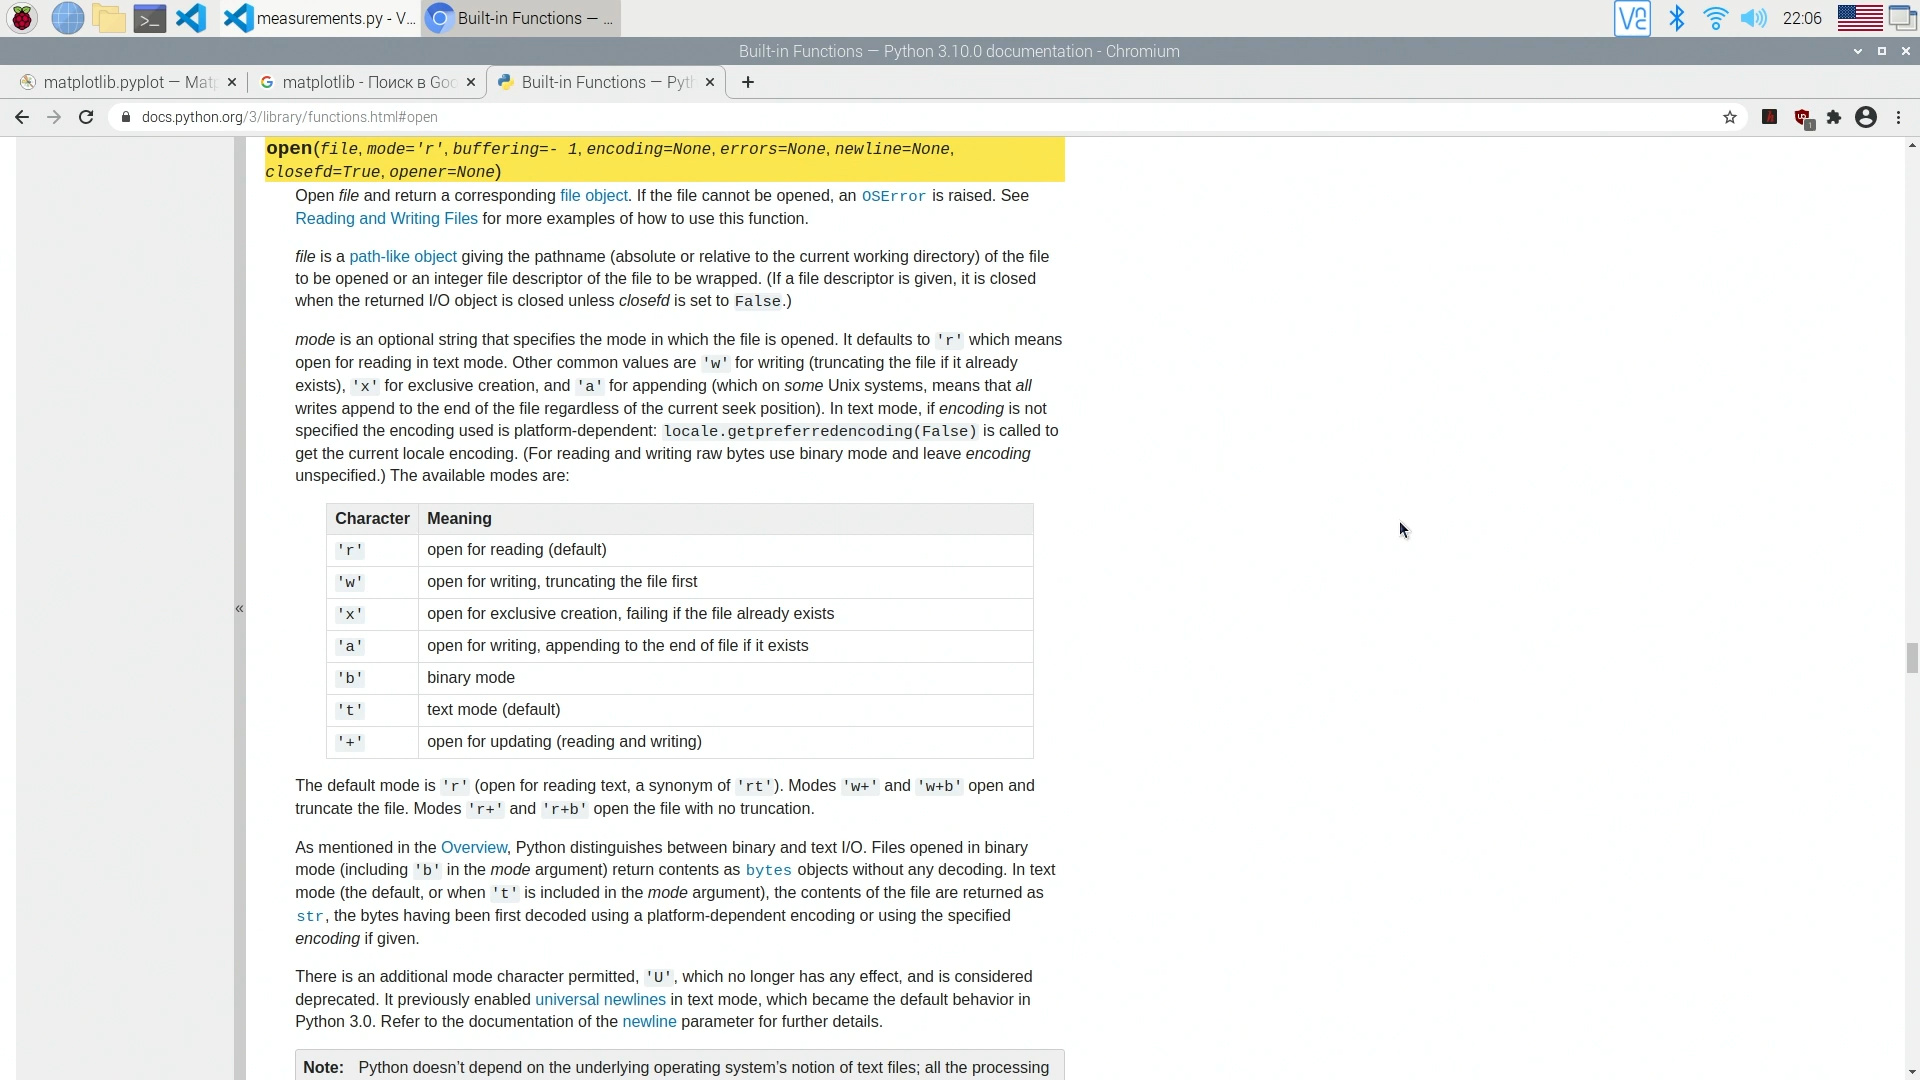 measurements.py - V...
Built-in Functions — ...
22:06
Built-in Functions — Python 3.10.0 documentation - Chromium
matplotlib.pyplot — Mat
matplotlib - Поиск в Goo
Built-in Functions — Pyth
docs.python.org/3/library/functions.html#open
open(file, mode='r', buffering=- 1, encoding=None, errors=None, newline=None,
closefd=True, opener=None)
Open file and return a corresponding file object. If the file cannot be opened, an OSError is raised. See
Reading and Writing Files for more examples of how to use this function.
file is a path-like object giving the pathname (absolute or relative to the current working directory) of the file
to be opened or an integer file descriptor of the file to be wrapped. (If a file descriptor is given, it is closed
when the returned I/O object is closed unless closefd is set to False.)
mode is an optional string that specifies the mode in which the file is opened. It defaults to 'r' which means
open for reading in text mode. Other common values are 'w' for writing (truncating the file if it already
exists), 'x' for exclusive creation, and 'a' for appending (which on some Unix systems, means that all
writes append to the end of the file regardless of the current seek position). In text mode, if encoding is not
specified the encoding used is platform-dependent: locale.getpreferredencoding(False) is called to
get the current locale encoding. (For reading and writing raw bytes use binary mode and leave encoding
unspecified.) The available modes are:
Character Meaning
'r' open for reading (default)
'w' open for writing, truncating the file first
'x' open for exclusive creation, failing if the file already exists
'a' open for writing, appending to the end of file if it exists
'b' binary mode
't' text mode (default)
'+' open for updating (reading and writing)
The default mode is 'r' (open for reading text, a synonym of 'rt'). Modes 'w+' and 'w+b' open and
truncate the file. Modes 'r+' and 'r+b' open the file with no truncation.
As mentioned in the Overview, Python distinguishes between binary and text I/O. Files opened in binary
mode (including 'b' in the mode argument) return contents as bytes objects without any decoding. In text
mode (the default, or when 't' is included in the mode argument), the contents of the file are returned as
str, the bytes having been first decoded using a platform-dependent encoding or using the specified
encoding if given.
There is an additional mode character permitted, 'U', which no longer has any effect, and is considered
deprecated. It previously enabled universal newlines in text mode, which became the default behavior in
Python 3.0. Refer to the documentation of the newline parameter for further details.
Note: Python doesn't depend on the underlying operating system's notion of text files; all the processing